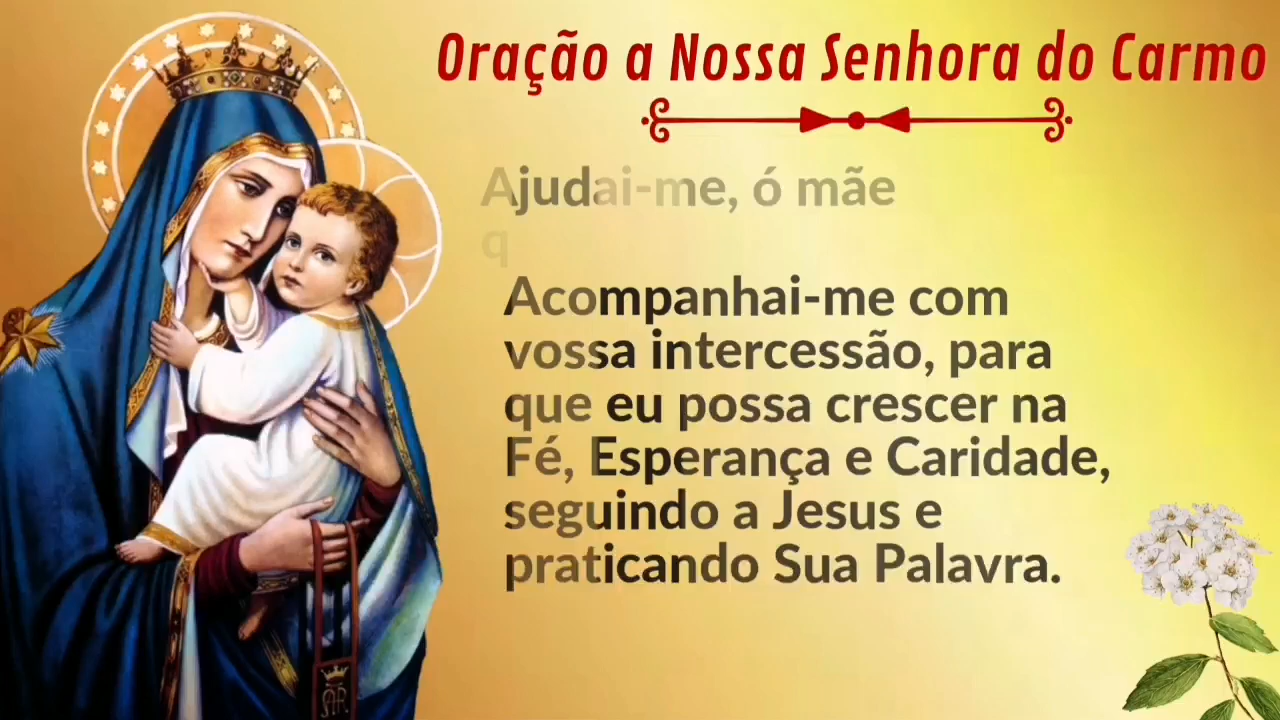 Oração a Nossa Senhora do Carmo
Ajudai-me, ó mãe
q
Acompanhai-me com
vossa intercessão, para
que eu possa crescer na
Fé, Esperança e Caridade,
seguindo a Jesus e
praticando Sua Palavra.